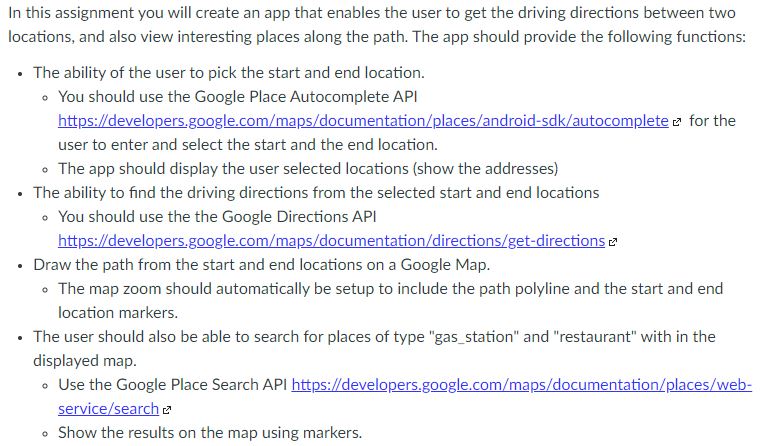 In this assignment you will create an app that enables the user to get the driving directions between two
locations, and also view interesting places along the path. The app should provide the following functions:
• The ability of the user to pick the start and end location.
◦ You should use the Google Place Autocomplete API
https://developers.google.com/maps/documentation/places/android-sdk/autocomplete for the
user to enter and select the start and the end location.
◦ The app should display the user selected locations (show the addresses)
• The ability to find the driving directions from the selected start and end locations
◦ You should use the the Google Directions API
https://developers.google.com/maps/documentation/directions/get-directions
• Draw the path from the start and end locations on a Google Map.
◦ The map zoom should automatically be setup to include the path polyline and the start and end
location markers.
• The user should also be able to search for places of type "gas_station" and "restaurant" with in the
displayed map.
◦ Use the Google Place Search API https://developers.google.com/maps/documentation/places/web-
service/search
◦ Show the results on the map using markers.